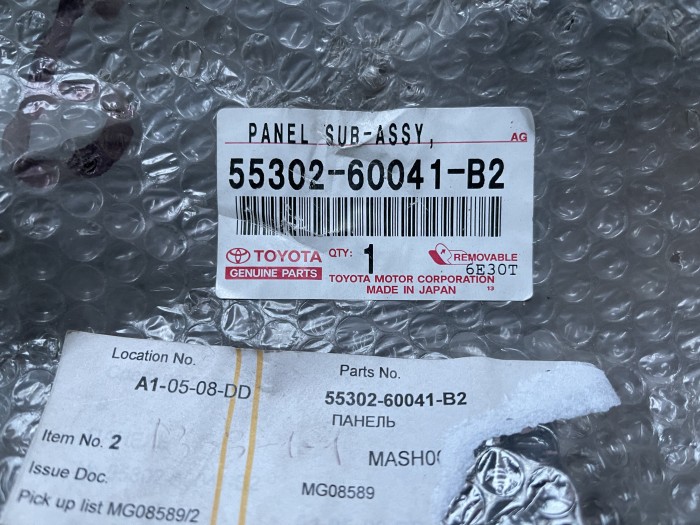 PANEL SUB-ASSY, AG
55302-60041-B2
TOYOTA QTY: 1 REMOVABLE
GENUINE PARTS 6E30T
TOYOTA MOTOR CORPORATION
MADE IN JAPAN 13
Location No. Parts No.
A1-05-08-DD 55302-60041-B2
ПАНЕЛЬ
Item No. 2
Issue Doc.
Pick up list MG08589/2 MG08589